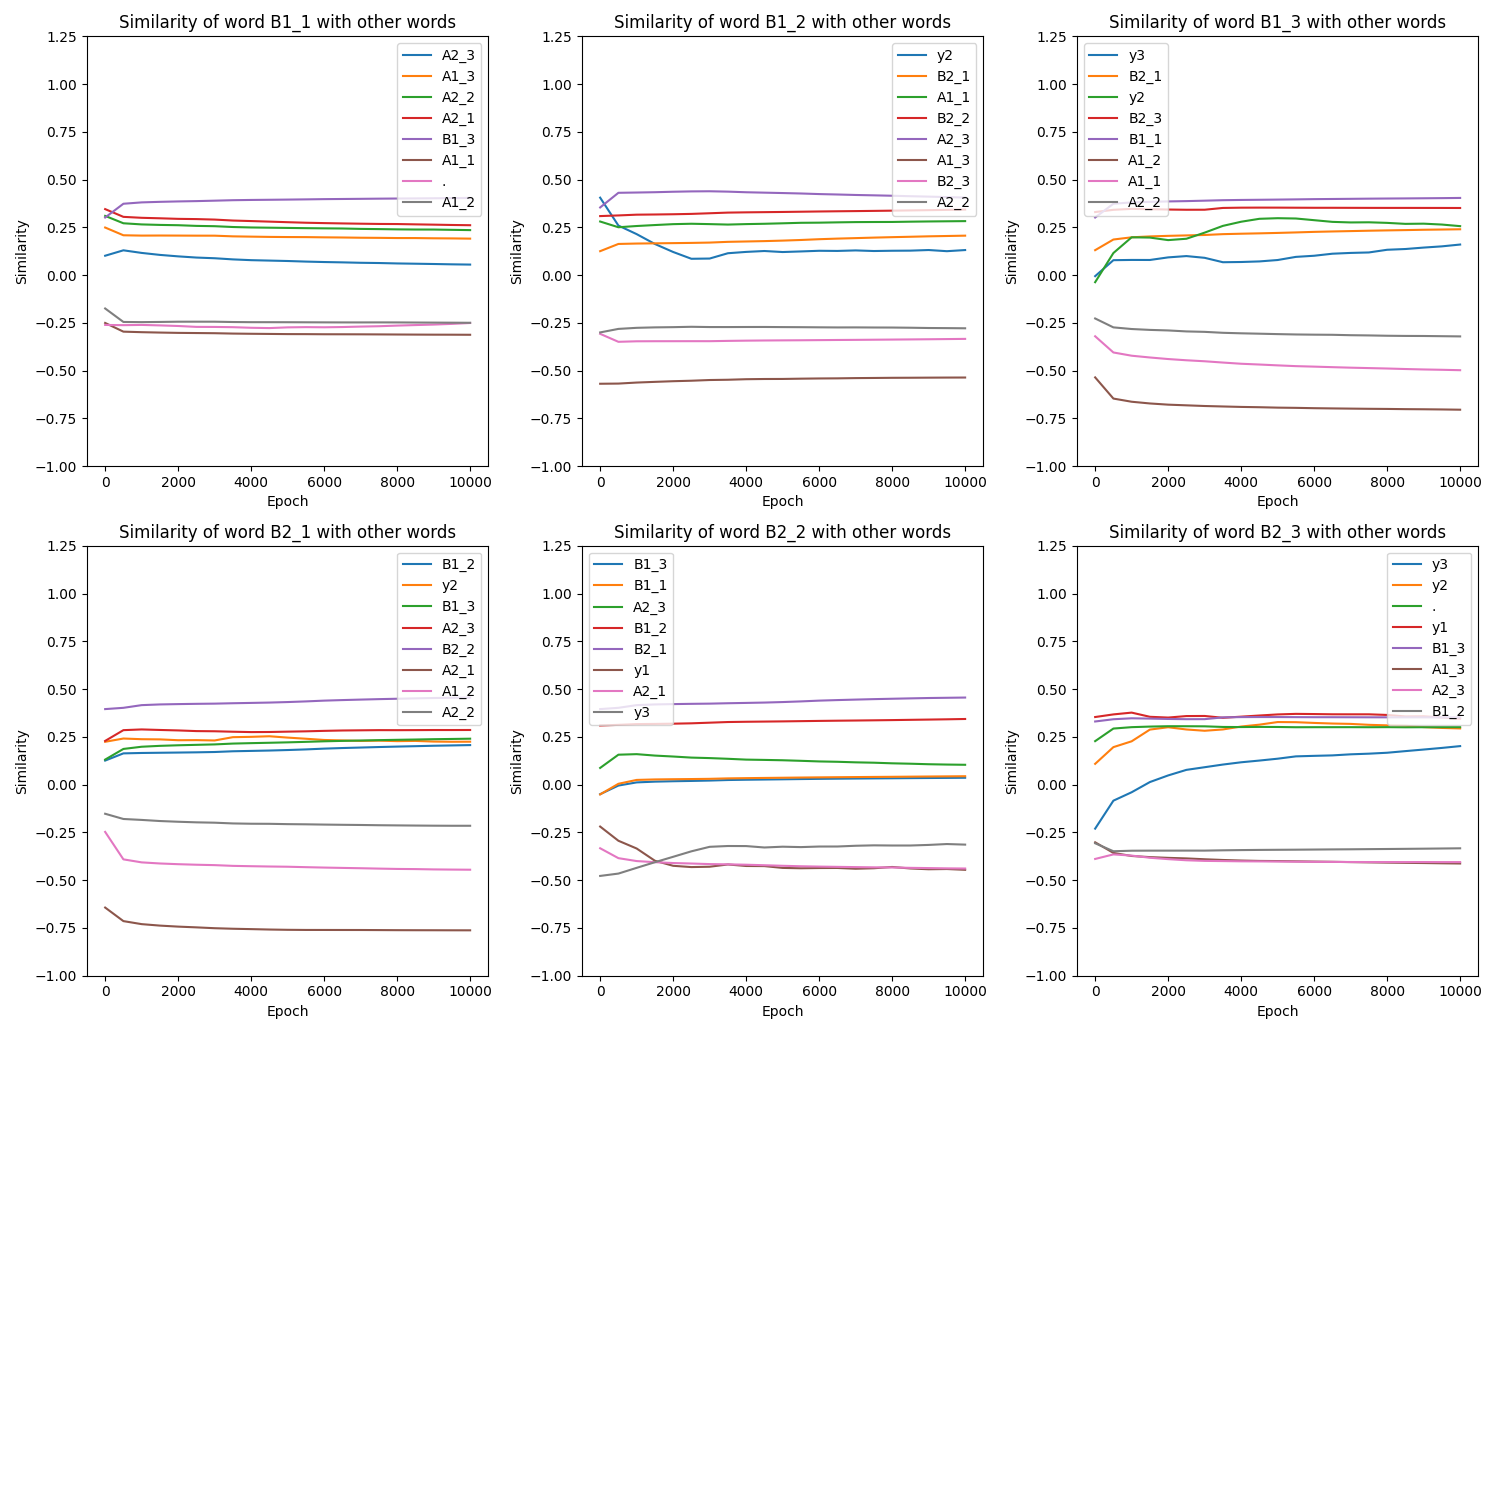 Similarity of word B1_1 with other words
1.25
1.00
0.75
0.50
0.25
0.00
−0.25
−0.50
−0.75
−1.00
Similarity
A2_3
A1_3
A2_2
A2_1
B1_3
A1_1
.
A1_2
0 2000 4000 6000 8000 10000
Epoch
Similarity of word B1_2 with other words
1.25
1.00
0.75
0.50
0.25
0.00
−0.25
−0.50
−0.75
−1.00
Similarity
y2
B2_1
A1_1
B2_2
A2_3
A1_3
B2_3
A2_2
0 2000 4000 6000 8000 10000
Epoch
Similarity of word B1_3 with other words
1.25
1.00
0.75
0.50
0.25
0.00
−0.25
−0.50
−0.75
−1.00
Similarity
y3
B2_1
y2
B2_3
B1_1
A1_2
A1_1
A2_2
0 2000 4000 6000 8000 10000
Epoch
Similarity of word B2_1 with other words
1.25
1.00
0.75
0.50
0.25
0.00
−0.25
−0.50
−0.75
−1.00
Similarity
B1_2
y2
B1_3
A2_3
B2_2
A2_1
A1_2
A2_2
0 2000 4000 6000 8000 10000
Epoch
Similarity of word B2_2 with other words
1.25
1.00
0.75
0.50
0.25
0.00
−0.25
−0.50
−0.75
−1.00
Similarity
B1_3
B1_1
A2_3
B1_2
B2_1
y1
A2_1
y3
0 2000 4000 6000 8000 10000
Epoch
Similarity of word B2_3 with other words
1.25
1.00
0.75
0.50
0.25
0.00
−0.25
−0.50
−0.75
−1.00
Similarity
y3
y2
.
y1
B1_3
A1_3
A2_3
B1_2
0 2000 4000 6000 8000 10000
Epoch